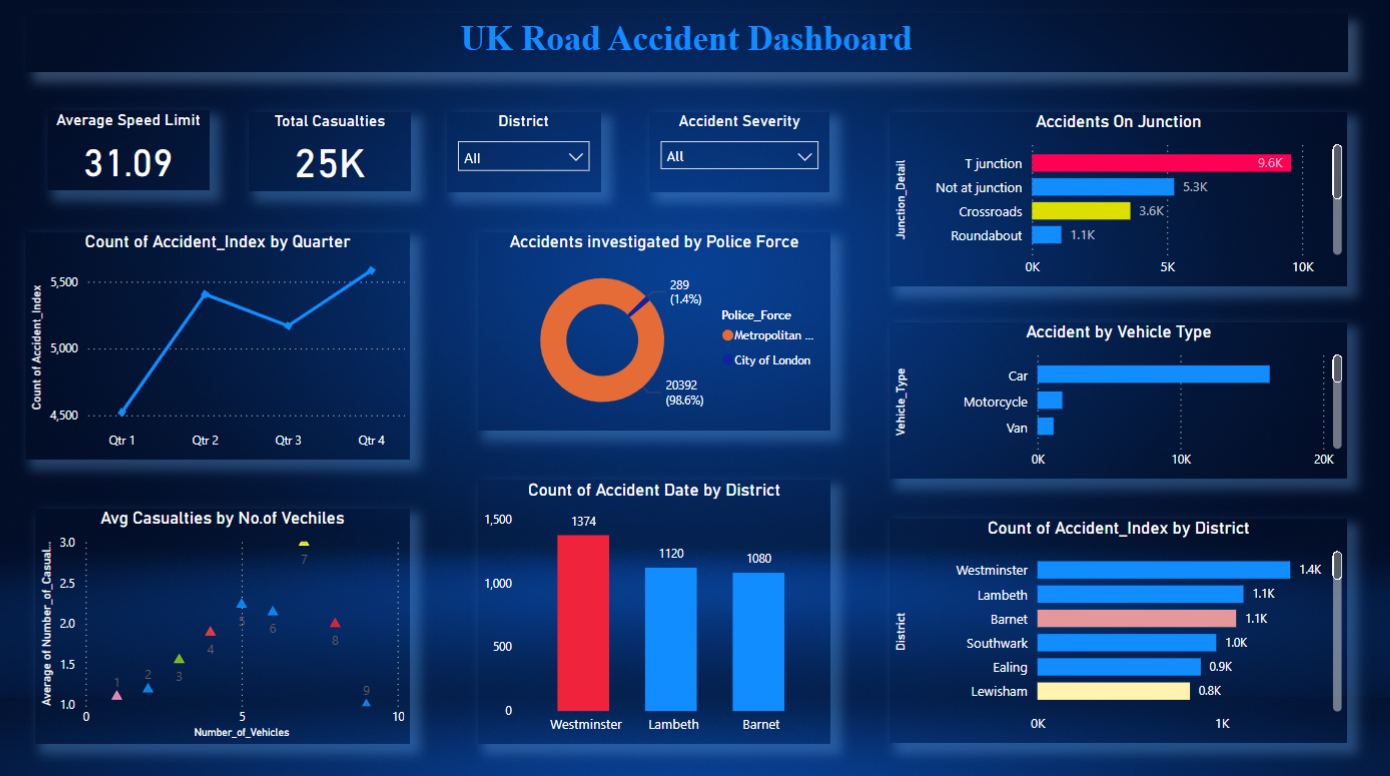 UK Road Accident Dashboard
Average Speed Limit
31.09
Total Casualties
25K
District
All
Accident Severity
All
Accidents On Junction
Junction_Detail
T junction
9.6K
Not at junction
5.3K
Crossroads
3.6K
Roundabout
1.1K
0K
5K
10K
Count of Accident_Index by Quarter
Count of Accident_Index
5,500
5,000
4,500
Qtr 1
Qtr 2
Qtr 3
Qtr 4
Accidents investigated by Police Force
289
(1.4%)
20392
(98.6%)
Police_Force
Metropolitan ...
City of London
Accident by Vehicle Type
Vehicle_Type
Car
Motorcycle
Van
0K
10K
20K
Avg Casualties by No.of Vechiles
Average of Number_of_Casual...
3.0
2.5
2.0
1.5
1.0
1
2
3
4
5
6
7
8
9
0
5
10
Number_of_Vehicles
Count of Accident Date by District
1,500
1,000
500
0
1374
1120
1080
Westminster
Lambeth
Barnet
Count of Accident_Index by District
District
Westminster
1.4K
Lambeth
1.1K
Barnet
1.1K
Southwark
1.0K
Ealing
0.9K
Lewisham
0.8K
0K
1K